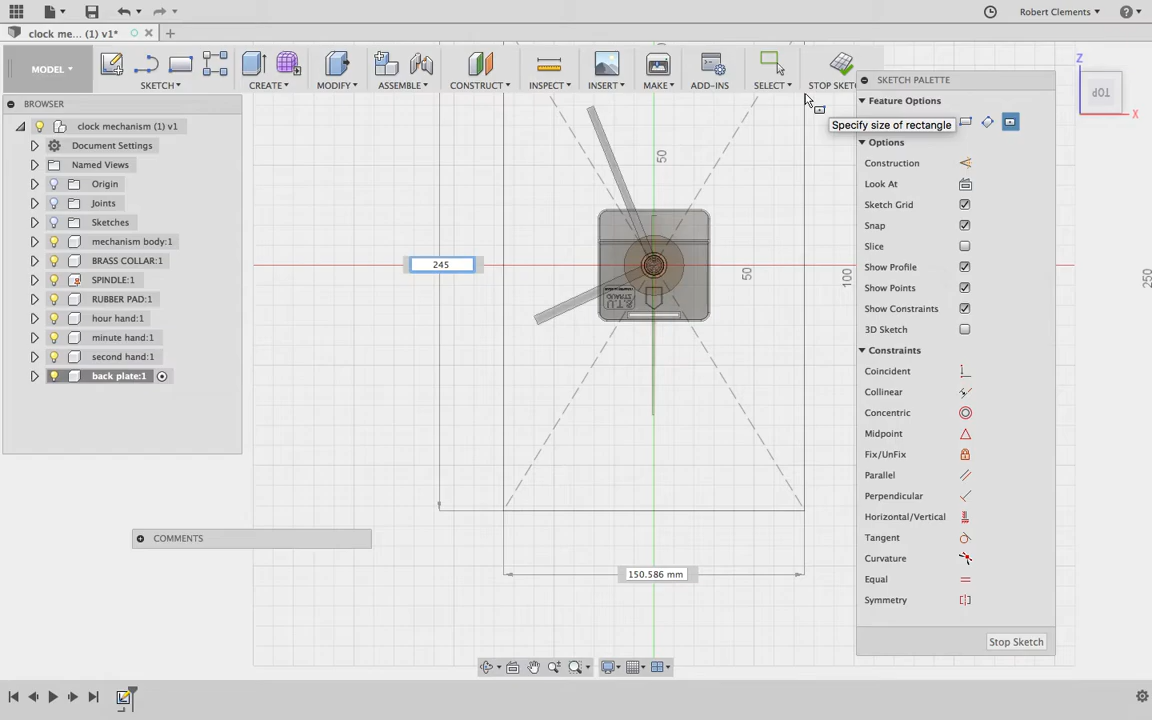 Robert Clements
clock me... (1) v1*
MODEL
SKETCH
CREATE
MODIFY
ASSEMBLE
CONSTRUCT
INSPECT
INSERT
MAKE
ADD-INS
SELECT
STOP SKET
BROWSER
clock mechanism (1) v1
Document Settings
Named Views
Origin
Joints
Sketches
mechanism body:1
BRASS COLLAR:1
SPINDLE:1
RUBBER PAD:1
hour hand:1
minute hand:1
second hand:1
back plate:1
COMMENTS
245
150.586 mm
50
50
100
250
TOP
Z
X
Specify size of rectangle
SKETCH PALETTE
Feature Options
Options
Construction
Look At
Sketch Grid
Snap
Slice
Show Profile
Show Points
Show Constraints
3D Sketch
Constraints
Coincident
Collinear
Concentric
Midpoint
Fix/UnFix
Parallel
Perpendicular
Horizontal/Vertical
Tangent
Curvature
Equal
Symmetry
Stop Sketch